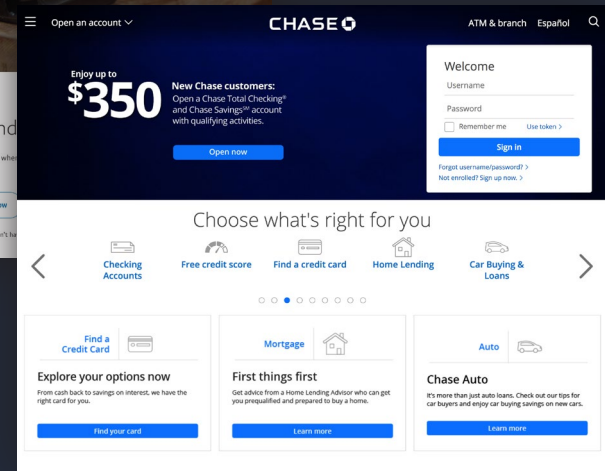 Open an account
CHASE
ATM & branch
Español
Enjoy up to
$350
New Chase customers:
Open a Chase Total Checking®
and Chase Savings℠ account
with qualifying activities.
Open now
Welcome
Username
Password
Remember me
Use token >
Sign in
Forgot username/password? >
Not enrolled? Sign up now. >
Choose what's right for you
Checking
Accounts
Free credit score
Find a credit card
Home Lending
Car Buying &
Loans
Find a
Credit Card
Explore your options now
From cash back to savings on interest, we have the
right card for you.
Find your card
Mortgage
First things first
Get advice from a Home Lending Advisor who can get
you prequalified and prepared to buy a home.
Learn more
Auto
Chase Auto
It's more than just auto loans. Check out our tips for
car buyers and enjoy car buying savings on new cars.
Learn more